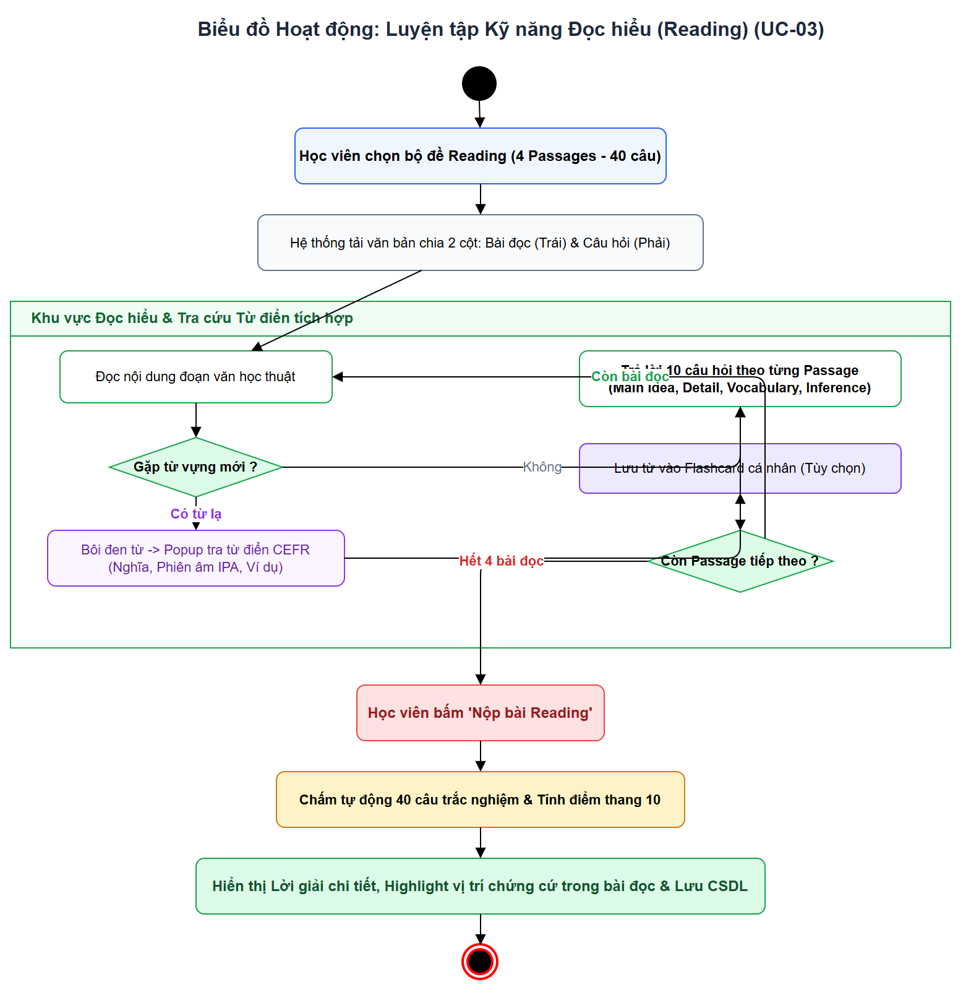 Biểu đồ Hoạt động: Luyện tập Kỹ năng Đọc hiểu (Reading) (UC-03)
Học viên chọn bộ đề Reading (4 Passages - 40 câu)
Hệ thống tải văn bản chia 2 cột: Bài đọc (Trái) & Câu hỏi (Phải)
Khu vực Đọc hiểu & Tra cứu Từ điển tích hợp
Đọc nội dung đoạn văn học thuật
Trả lời 10 câu hỏi theo từng Passage
(Main Idea, Detail, Vocabulary, Inference)
Còn bài đọc
Gặp từ vựng mới ?
Không
Lưu từ vào Flashcard cá nhân (Tùy chọn)
Có từ lạ
Bôi đen từ -> Popup tra từ điển CEFR
(Nghĩa, Phiên âm IPA, Ví dụ)
Hết 4 bài đọc
Còn Passage tiếp theo ?
Học viên bấm 'Nộp bài Reading'
Chấm tự động 40 câu trắc nghiệm & Tính điểm thang 10
Hiển thị Lời giải chi tiết, Highlight vị trí chứng cứ trong bài đọc & Lưu CSDL